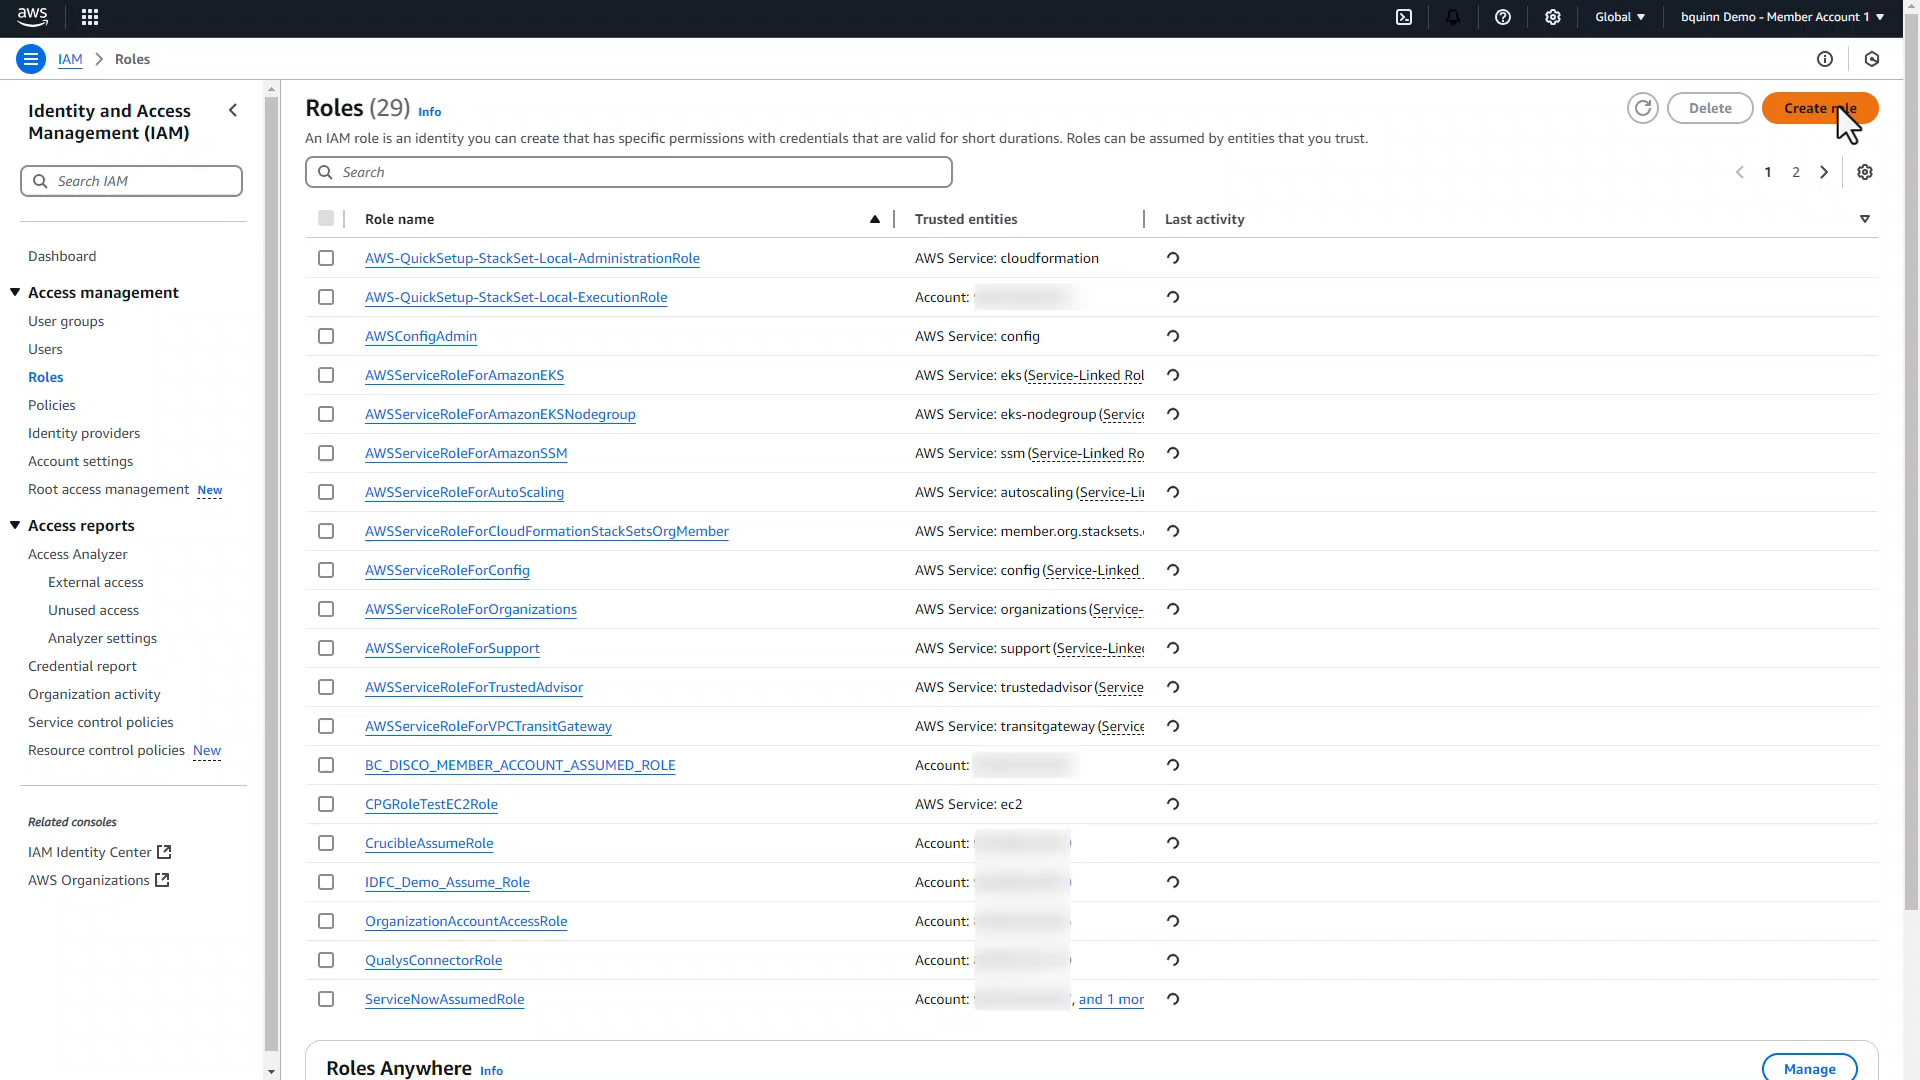 aws
Global
bquinn Demo - Member Account 1
IAM
Roles
Identity and Access
Management (IAM)
Search IAM
Dashboard
Access management
User groups
Users
Roles
Policies
Identity providers
Account settings
Root access management New
Access reports
Access Analyzer
External access
Unused access
Analyzer settings
Credential report
Organization activity
Service control policies
Resource control policies New
Related consoles
IAM Identity Center
AWS Organizations
Roles (29) Info
Delete
Create role
An IAM role is an identity you can create that has specific permissions with credentials that are valid for short durations. Roles can be assumed by entities that you trust.
Search
1 2
Role name Trusted entities Last activity
AWS-QuickSetup-StackSet-Local-AdministrationRole AWS Service: cloudformation
AWS-QuickSetup-StackSet-Local-ExecutionRole Account:
AWSConfigAdmin AWS Service: config
AWSServiceRoleForAmazonEKS AWS Service: eks (Service-Linked Rol
AWSServiceRoleForAmazonEKSNodegroup AWS Service: eks-nodegroup (Service
AWSServiceRoleForAmazonSSM AWS Service: ssm (Service-Linked Ro
AWSServiceRoleForAutoScaling AWS Service: autoscaling (Service-Li
AWSServiceRoleForCloudFormationStackSetsOrgMember AWS Service: member.org.stacksets.
AWSServiceRoleForConfig AWS Service: config (Service-Linked
AWSServiceRoleForOrganizations AWS Service: organizations (Service-
AWSServiceRoleForSupport AWS Service: support (Service-Linked
AWSServiceRoleForTrustedAdvisor AWS Service: trustedadvisor (Service
AWSServiceRoleForVPCTransitGateway AWS Service: transitgateway (Service
BC_DISCO_MEMBER_ACCOUNT_ASSUMED_ROLE Account:
CPGRoleTestEC2Role AWS Service: ec2
CrucibleAssumeRole Account:
IDFC_Demo_Assume_Role Account:
OrganizationAccountAccessRole Account:
QualysConnectorRole Account:
ServiceNowAssumedRole Account: , and 1 mor
Roles Anywhere Info
Manage